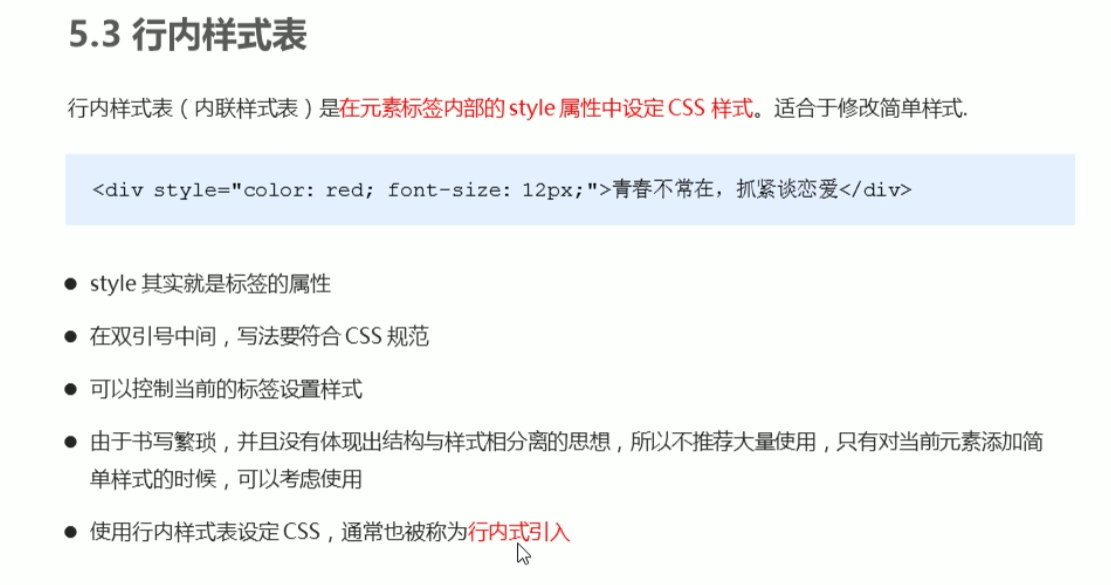 5.3 行内样式表
行内样式表（内联样式表）是在元素标签内部的 style 属性中设定 CSS 样式。适合于修改简单样式.
<div style="color: red; font-size: 12px;">青春不常在，抓紧谈恋爱</div>
● style 其实就是标签的属性
● 在双引号中间，写法要符合 CSS 规范
● 可以控制当前的标签设置样式
● 由于书写繁琐，并且没有体现出结构与样式相分离的思想，所以不推荐大量使用，只有对当前元素添加简
单样式的时候，可以考虑使用
● 使用行内样式表设定 CSS，通常也被称为行内式引入